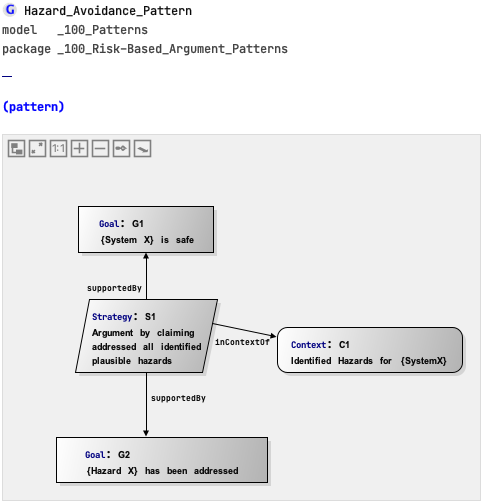 G Hazard_Avoidance_Pattern
model _100_Patterns
package _100_Risk-Based_Argument_Patterns
(pattern)
1:1
Goal: G1
{System X} is safe
supportedBy
Strategy: S1
Argument by claiming
addressed all identified
plausible hazards
inContextOf
Context: C1
Identified Hazards for {SystemX}
supportedBy
Goal: G2
{Hazard X} has been addressed